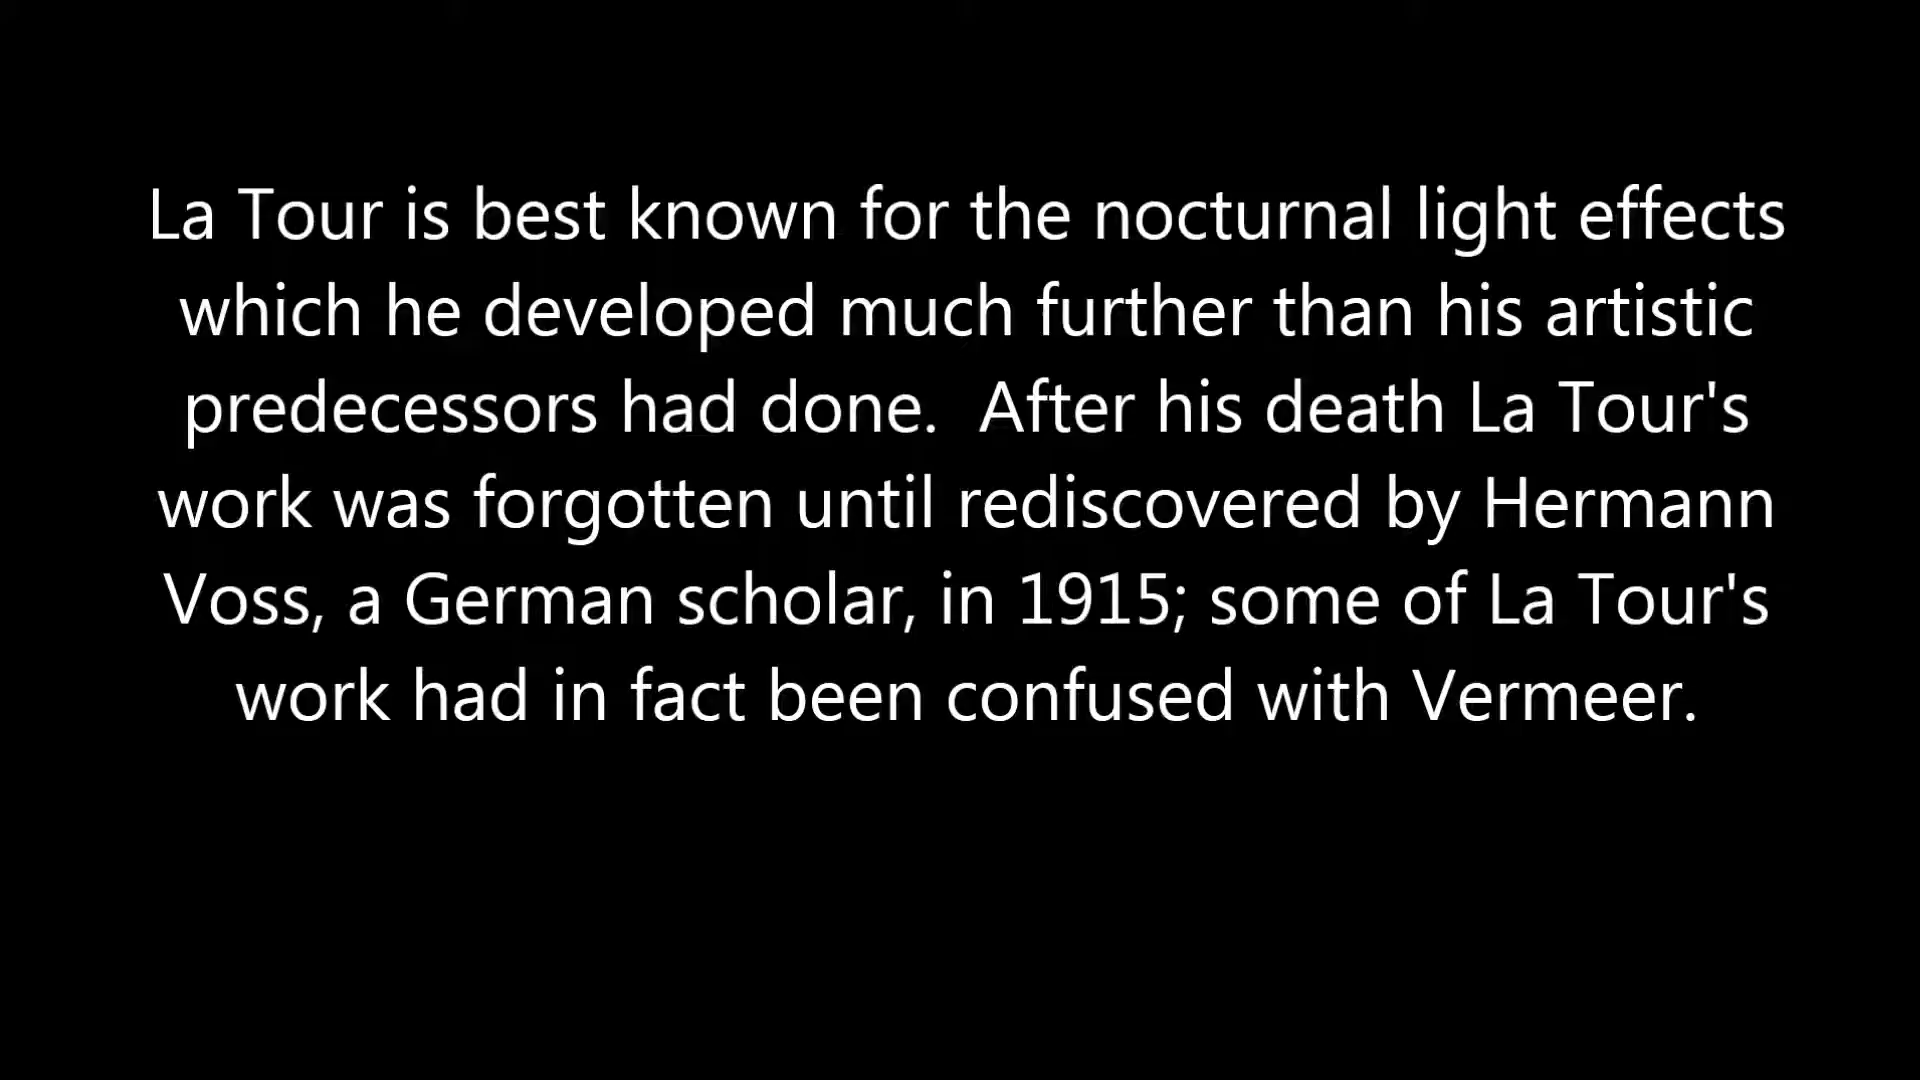 La Tour is best known for the nocturnal light effects
which he developed much further than his artistic
predecessors had done.  After his death La Tour's
work was forgotten until rediscovered by Hermann
Voss, a German scholar, in 1915; some of La Tour's
work had in fact been confused with Vermeer.